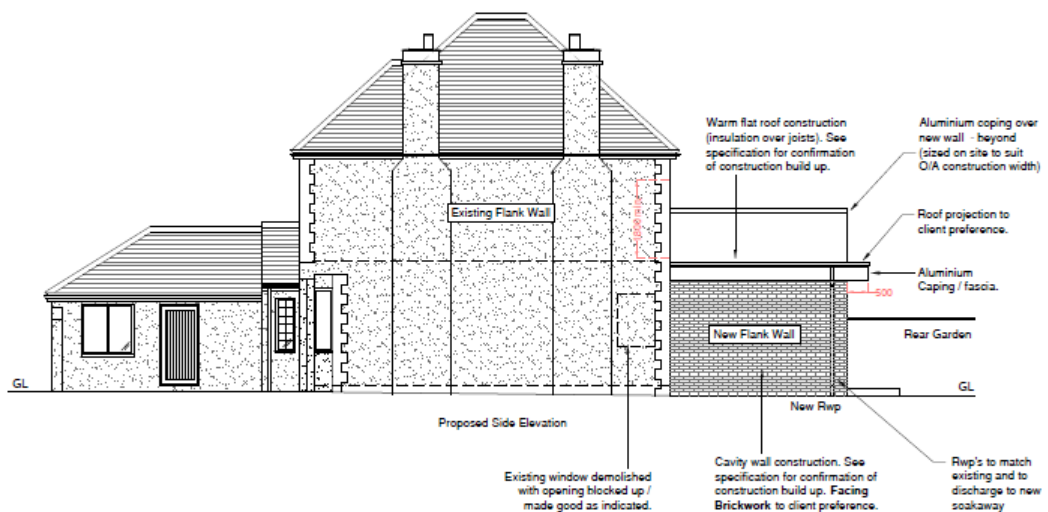 Warm flat roof construction
(insulation over joists). See
specification for confirmation
of construction build up.
Aluminium coping over
new wall - beyond
(sized on site to suit
O/A construction width)
Existing Flank Wall
Roof projection to
client preference.
Aluminium
Caping / fascia.
500
New Flank Wall
Rear Garden
GL
GL
New Rwp
Proposed Side Elevation
Existing window demolished
with opening blocked up /
made good as indicated.
Cavity wall construction. See
specification for confirmation of
construction build up. Facing
Brickwork to client preference.
Rwp's to match
existing and to
discharge to new
soakaway